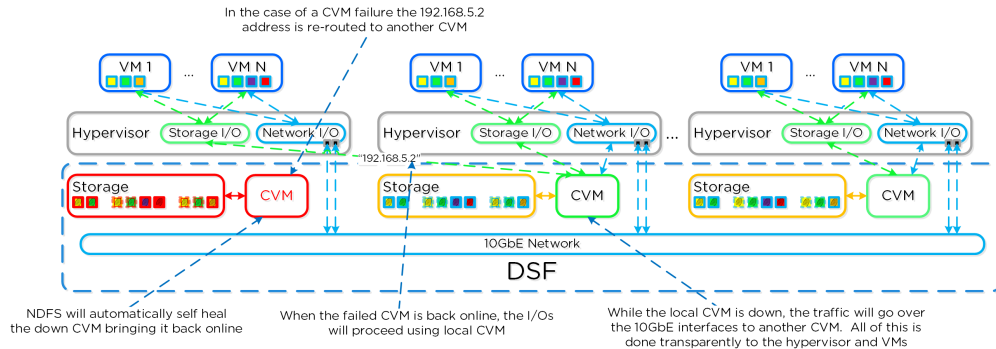 In the case of a CVM failure the 192.168.5.2
address is re-routed to another CVM
VM 1
...
VM N
VM 1
...
VM N
VM 1
...
VM N
Hypervisor
Storage I/O
Network I/O
Hypervisor
Storage I/O
Network I/O
...
Hypervisor
Storage I/O
Network I/O
"192.168.5.2"
Storage
CVM
Storage
CVM
Storage
CVM
10GbE Network
DSF
NDFS will automatically self heal
the down CVM bringing it back online
When the failed CVM is back online, the I/Os
will proceed using local CVM
While the local CVM is down, the traffic will go over
the 10GbE interfaces to another CVM. All of this is
done transparently to the hypervisor and VMs